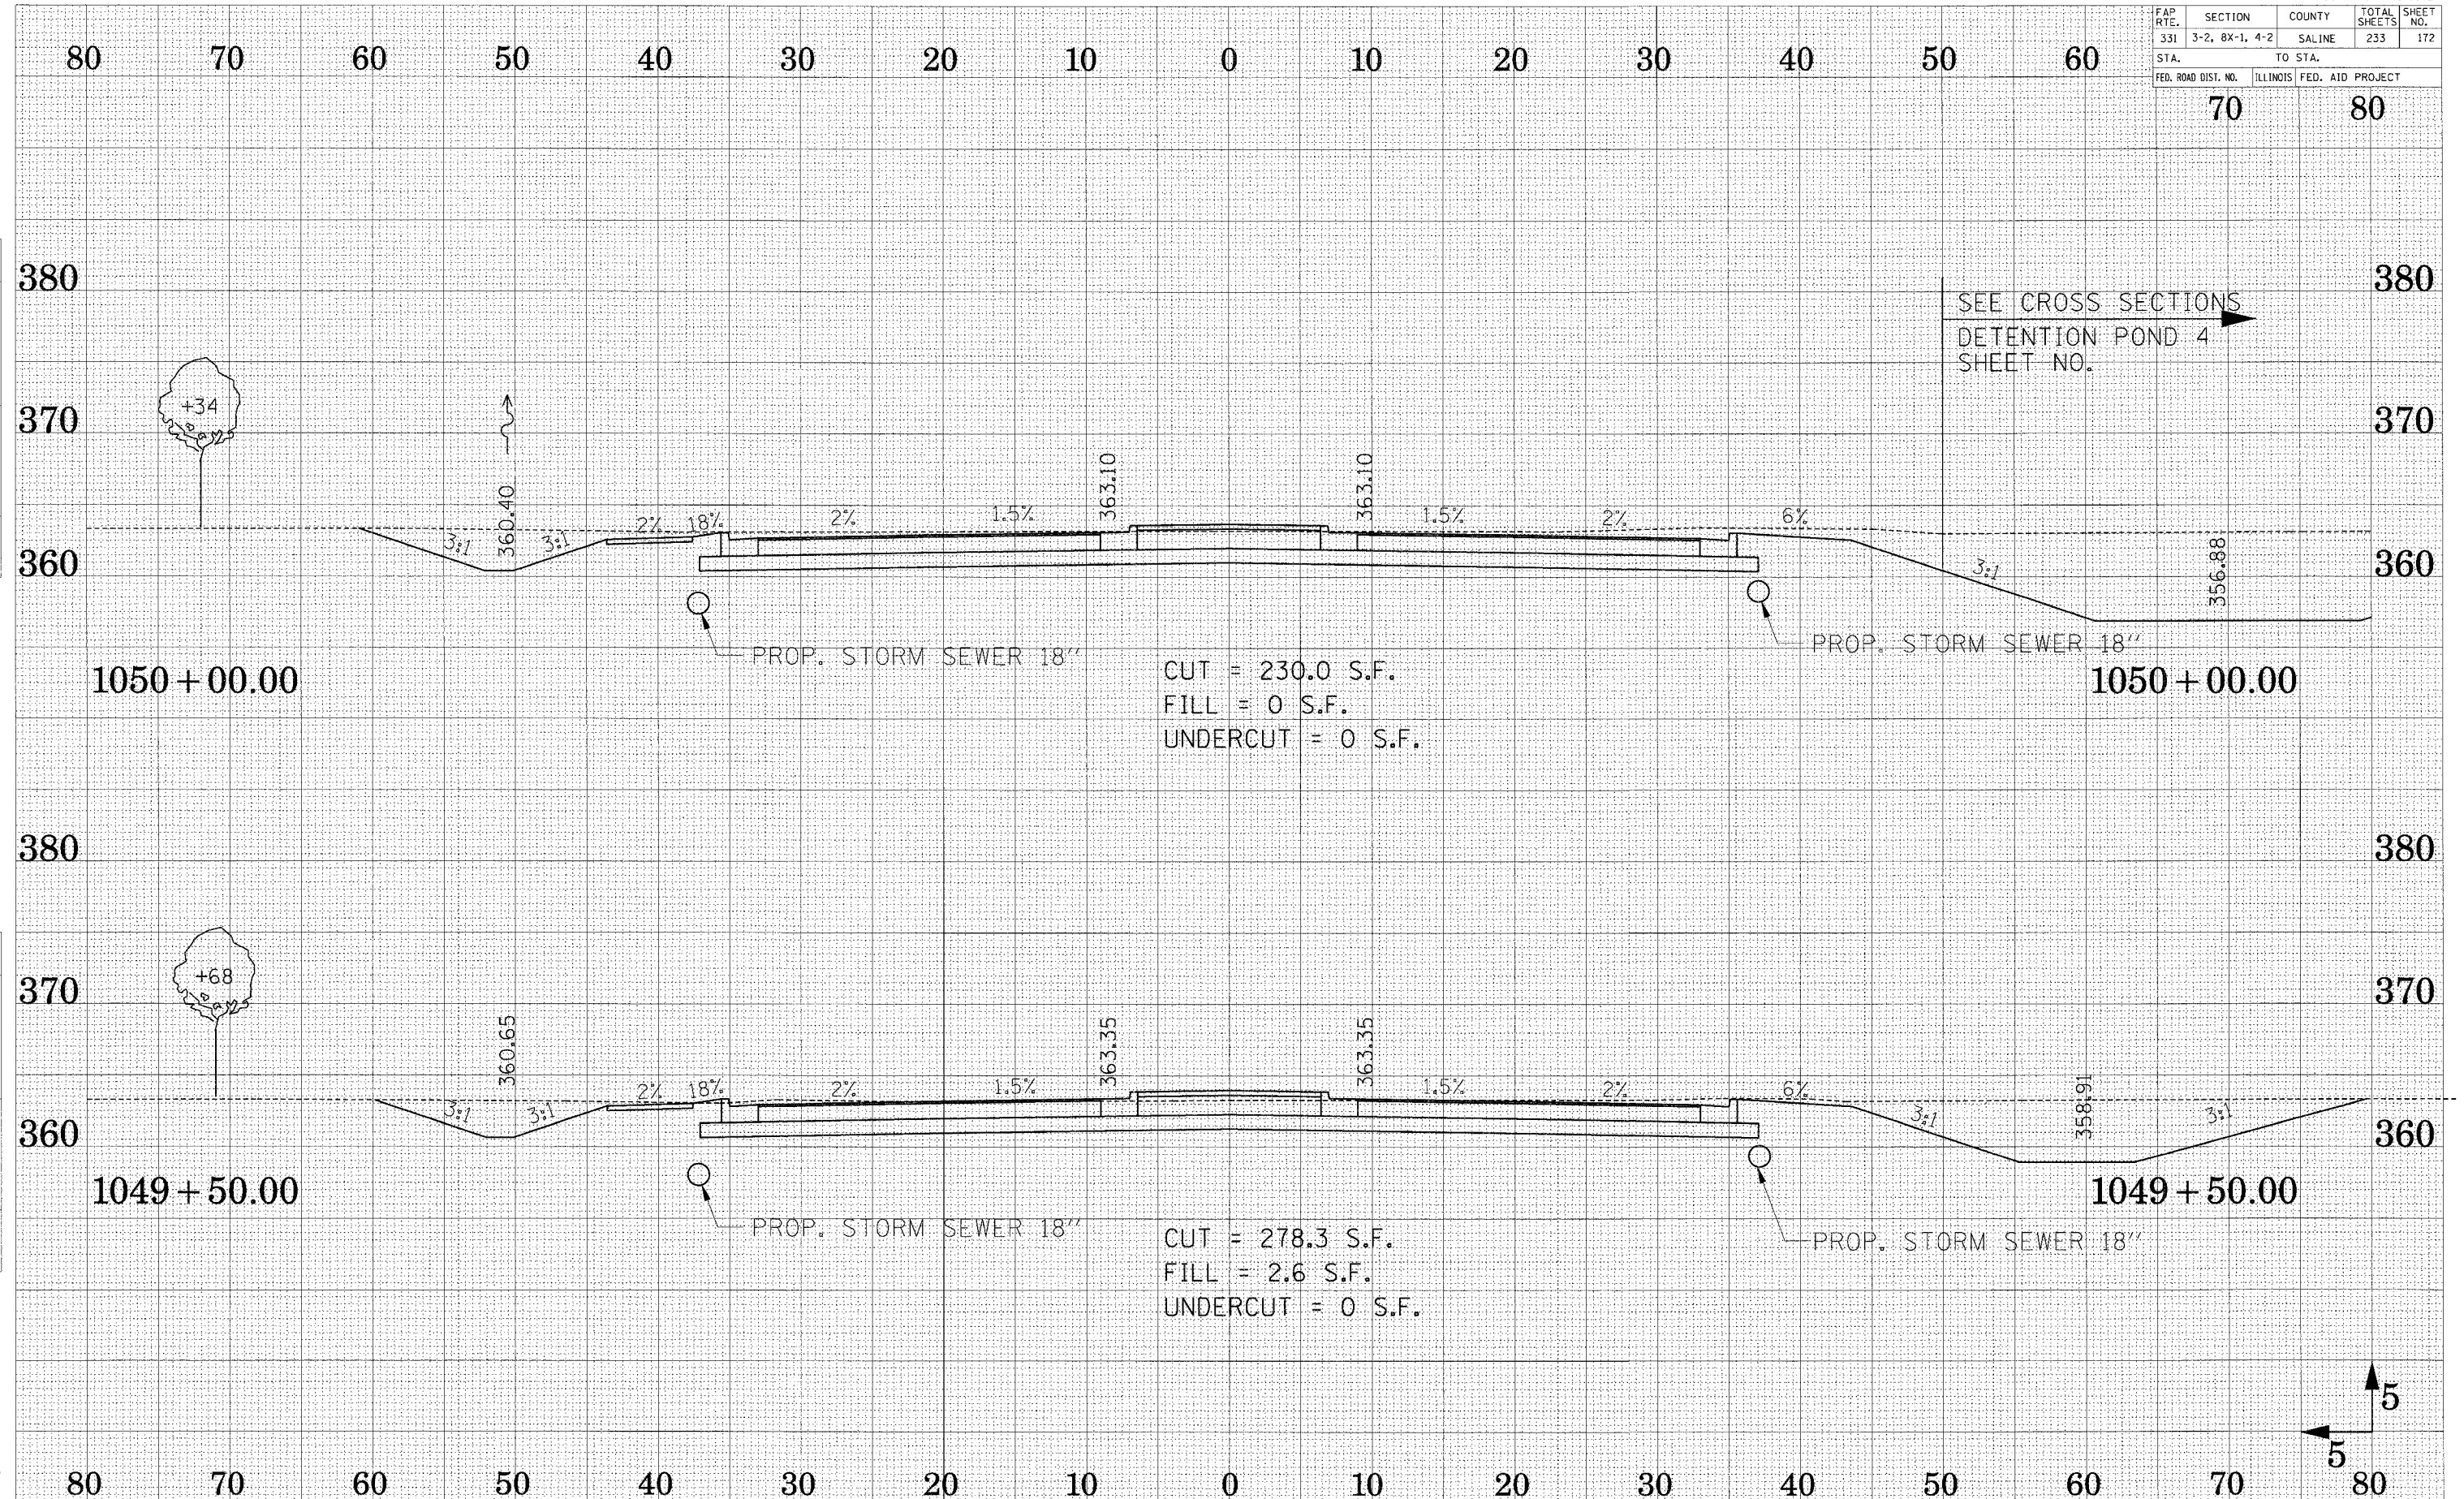 FAP RTE. SECTION COUNTY TOTAL SHEETS SHEET NO.
331 3-2, 8X-1, 4-2 SALINE 233 172
STA. TO STA.
FED. ROAD DIST. NO. ILLINOIS FED. AID PROJECT
80 70 60 50 40 30 20 10 0 10 20 30 40 50 60 70 80
380 380
SEE CROSS SECTIONS
DETENTION POND 4
SHEET NO.
+34
370 370
360.40 363.10 363.10 356.88
3:1 3:1 2% 18% 2% 1.5% 1.5% 2% 6% 3:1
360 360
PROP. STORM SEWER 18"
PROP. STORM SEWER 18"
1050+00.00 1050+00.00
CUT = 230.0 S.F.
FILL = 0 S.F.
UNDERCUT = 0 S.F.
380 380
+68
370 370
360.65 363.35 363.35 358.91
3:1 3:1 2% 18% 2% 1.5% 1.5% 2% 6% 3:1 3:1
360 360
1049+50.00 1049+50.00
PROP. STORM SEWER 18"
PROP. STORM SEWER 18"
CUT = 278.3 S.F.
FILL = 2.6 S.F.
UNDERCUT = 0 S.F.
5
5
80 70 60 50 40 30 20 10 0 10 20 30 40 50 60 70 80